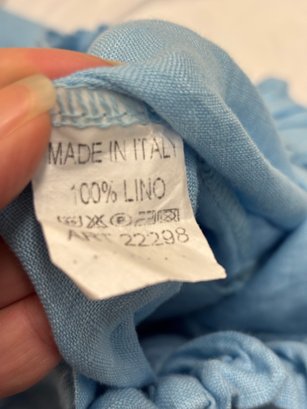 MADE IN ITALY
100% LINO
ART. 22298